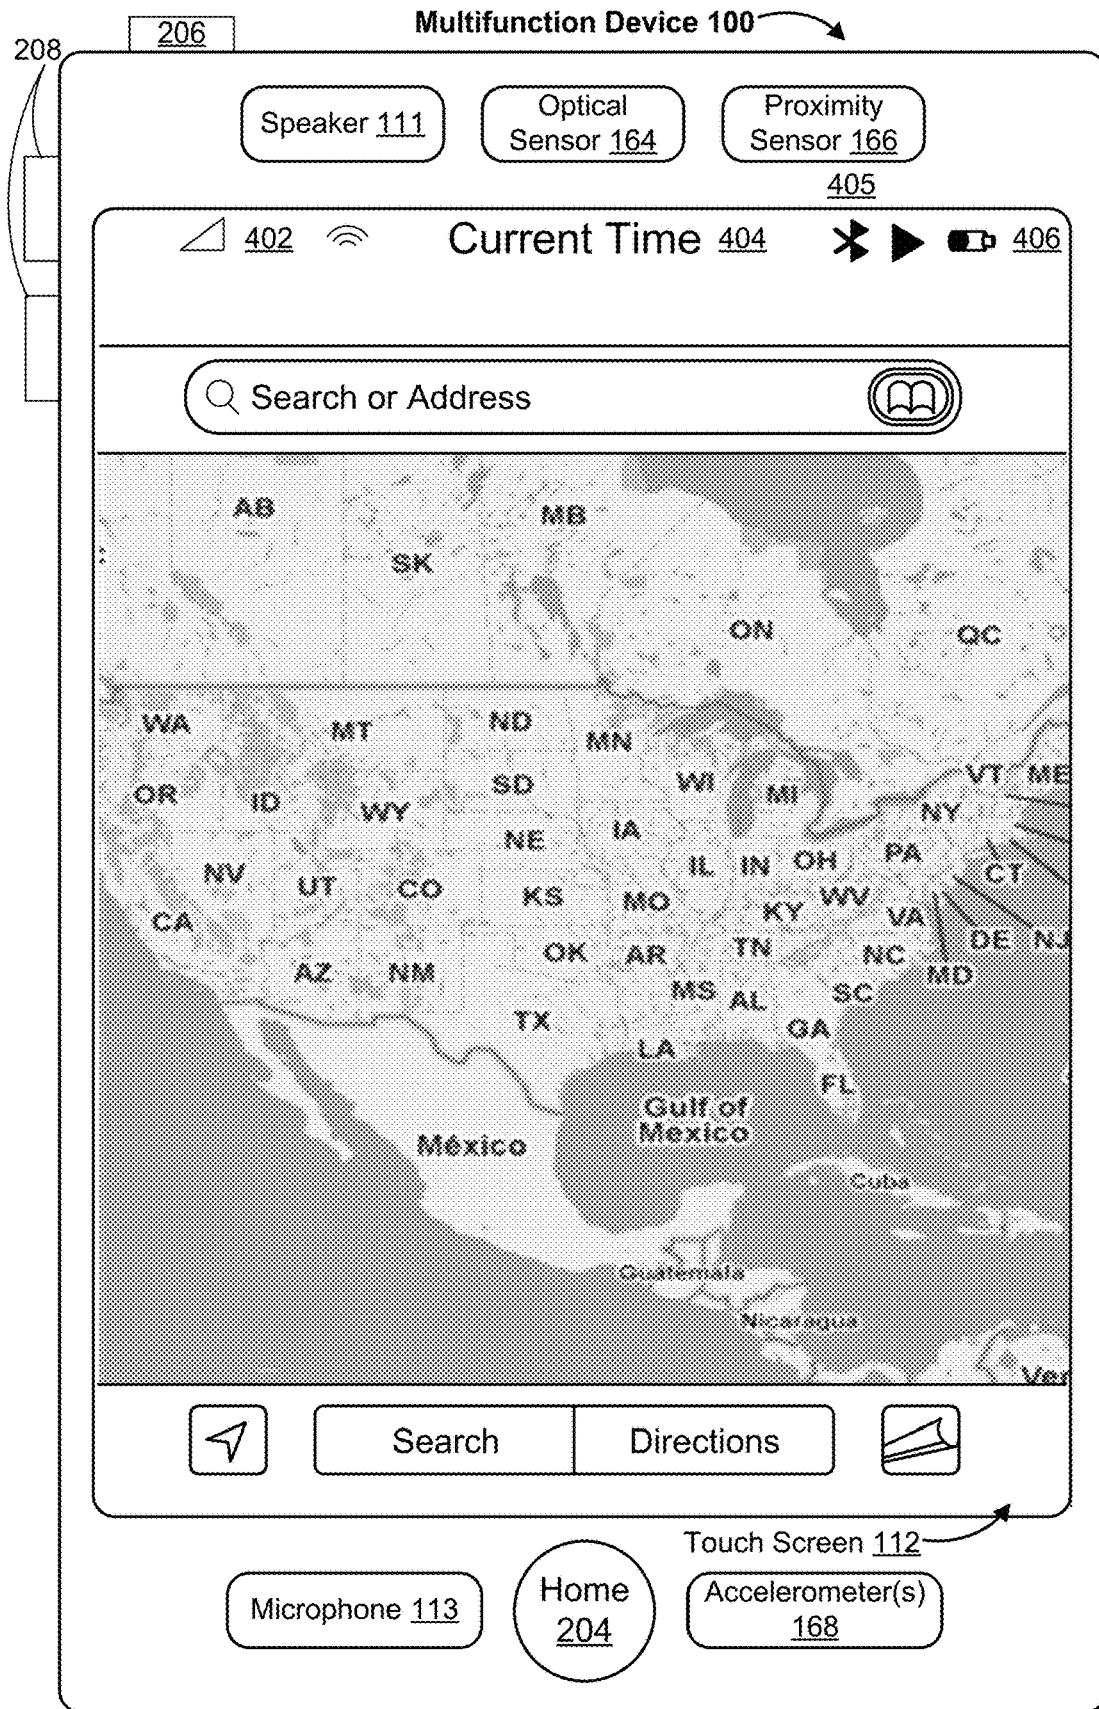 Multifunction Device 100
206
208
Speaker 111
Optical
Sensor 164
Proximity
Sensor 166
405
402
Current Time 404
406
Search or Address
AB
MB
SK
ON
QC
WA
MT
ND
MN
VT
ME
OR
ID
WY
SD
WI
MI
NY
NE
IA
NV
UT
CO
KS
MO
IL
IN
OH
PA
CT
CA
KY
WV
VA
DE
NJ
AZ
NM
OK
AR
TN
NC
MD
MS
AL
SC
TX
LA
GA
FL
Gulf of
Mexico
México
Cuba
Guatemala
Nicaragua
Ver
Search
Directions
Touch Screen 112
Microphone 113
Home
204
Accelerometer(s)
168